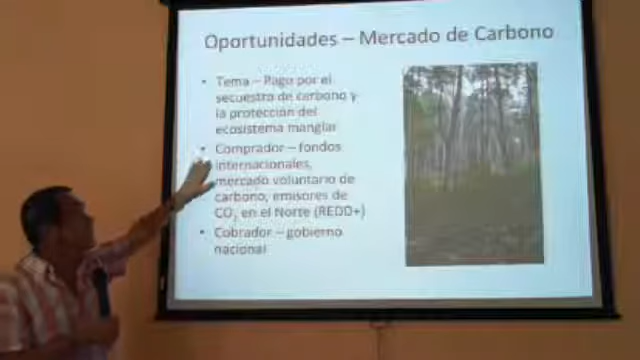 Oportunidades – Mercado de Carbono
• Tema – Pago por el
secuestro de carbono y
la protección del
ecosistema manglar
• Comprador – fondos
internacionales,
mercado voluntario de
carbono, emisores de
CO₂ en el Norte (REDD+)
• Cobrador – gobierno
nacional